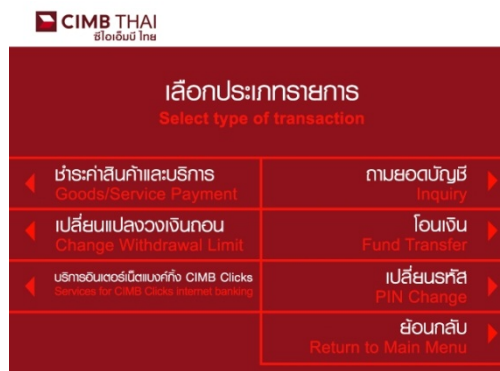 CIMB THAI
ซีไอเอ็มบี ไทย
เลือกประเภทรายการ
Select type of transaction
ชำระค่าสินค้าและบริการ
Goods/Service Payment
ถามยอดบัญชี
Inquiry
เปลี่ยนแปลงวงเงินถอน
Change Withdrawal Limit
โอนเงิน
Fund Transfer
บริการอินเตอร์เน็ตแบงค์กิ้ง CIMB Clicks
Services for CIMB Clicks internet banking
เปลี่ยนรหัส
PIN Change
ย้อนกลับ
Return to Main Menu